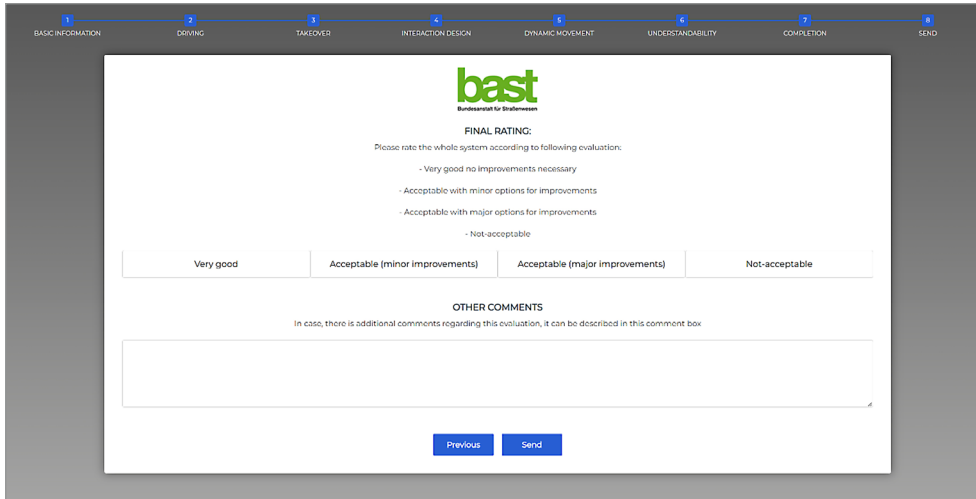 1 2 3 4 5 6 7 8
BASIC INFORMATION DRIVING TAKEOVER INTERACTION DESIGN DYNAMIC MOVEMENT UNDERSTANDABILITY COMPLETION SEND
bast
Bundesanstalt für Straßenwesen
FINAL RATING:
Please rate the whole system according to following evaluation:
- Very good no improvements necessary
- Acceptable with minor options for improvements
- Acceptable with major options for improvements
- Not-acceptable
Very good Acceptable (minor improvements) Acceptable (major improvements) Not-acceptable
OTHER COMMENTS
In case, there is additional comments regarding this evaluation, it can be described in this comment box
Previous Send